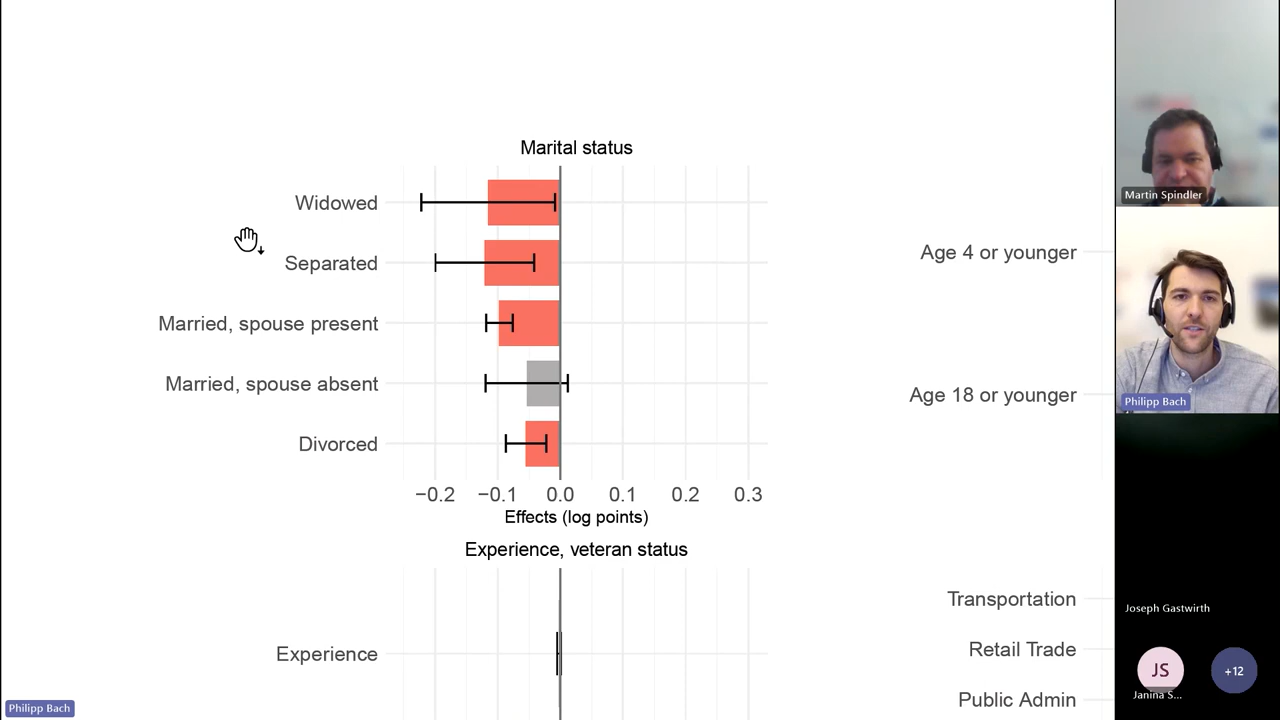 Marital status
Widowed
Separated
Married, spouse present
Married, spouse absent
Divorced
−0.2 −0.1 0.0 0.1 0.2 0.3
Effects (log points)
Experience, veteran status
Experience
Age 4 or younger
Age 18 or younger
Transportation
Retail Trade
Public Admin
Martin Spindler
Philipp Bach
Joseph Gastwirth
JS
+12
Janina S...
Philipp Bach